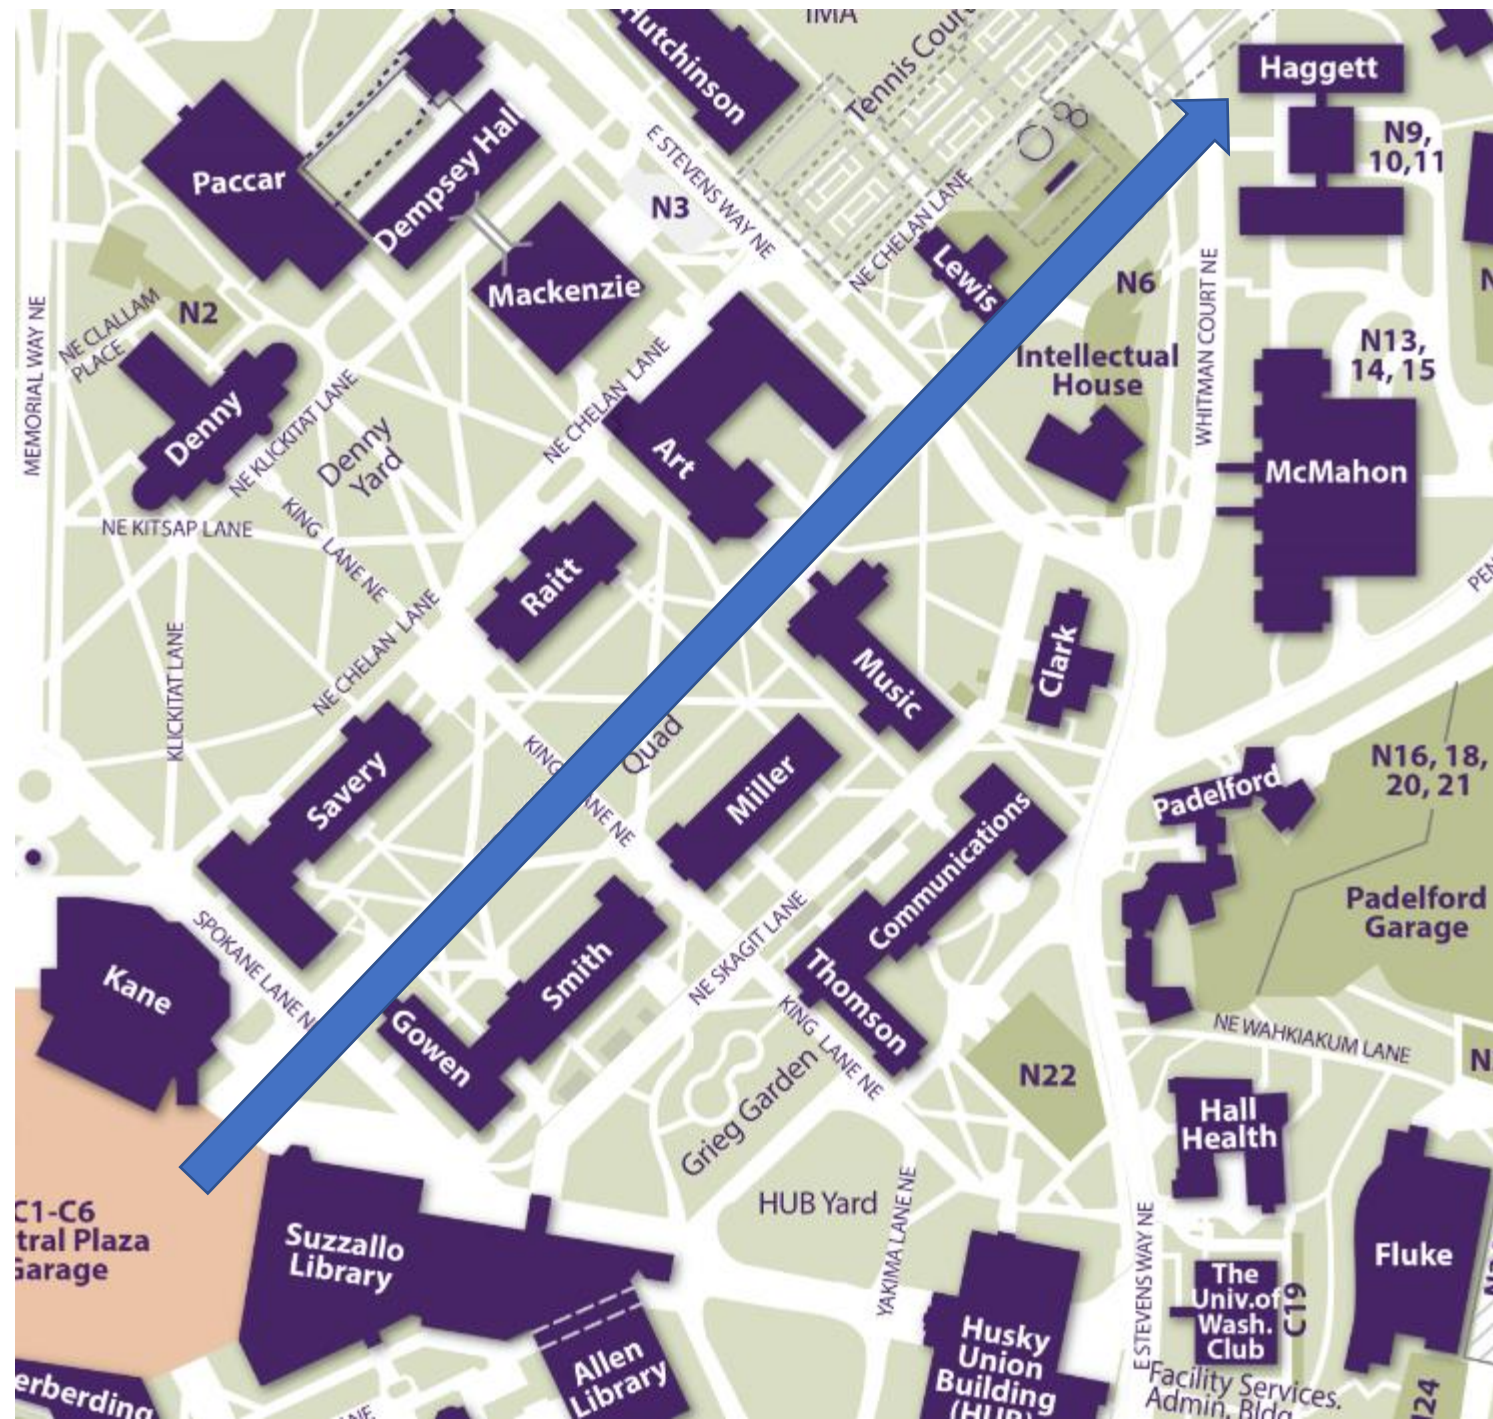 IMA
Hutchinson
Tennis Court
Haggett
N9,
10,11
Paccar
Dempsey Hall
E STEVENS WAY NE
N3
NE CHELAN LANE
Lewis
N6
Mackenzie
N2
NE CLALLAM
PLACE
MEMORIAL WAY NE
WHITMAN COURT NE
N13,
14, 15
Intellectual
House
Denny
NE KLICKITAT LANE
Denny
Yard
NE CHELAN LANE
Art
McMahon
NE KITSAP LANE
KING LANE NE
Raitt
KLICKITAT LANE
NE CHELAN LANE
Music
Clark
Quad
KING
ANE NE
Savery
Miller
Padelford
N16, 18,
20, 21
Communications
Padelford
Garage
Kane
SPOKANE LANE N
Smith
NE SKAGIT LANE
Thomson
Gowen
KING LANE NE
NE WAHKIAKUM LANE
Grieg Garden
N22
Hall
Health
C1-C6
tral Plaza
Garage
Suzzallo
Library
HUB Yard
YAKIMA LANE NE
E STEVENS WAY NE
The
Univ.of
Wash.
Club
C19
Fluke
Allen
Library
Husky
Union
Building
(HUB)
Facility Services.
Admin. Bldg
erberding
NE
24